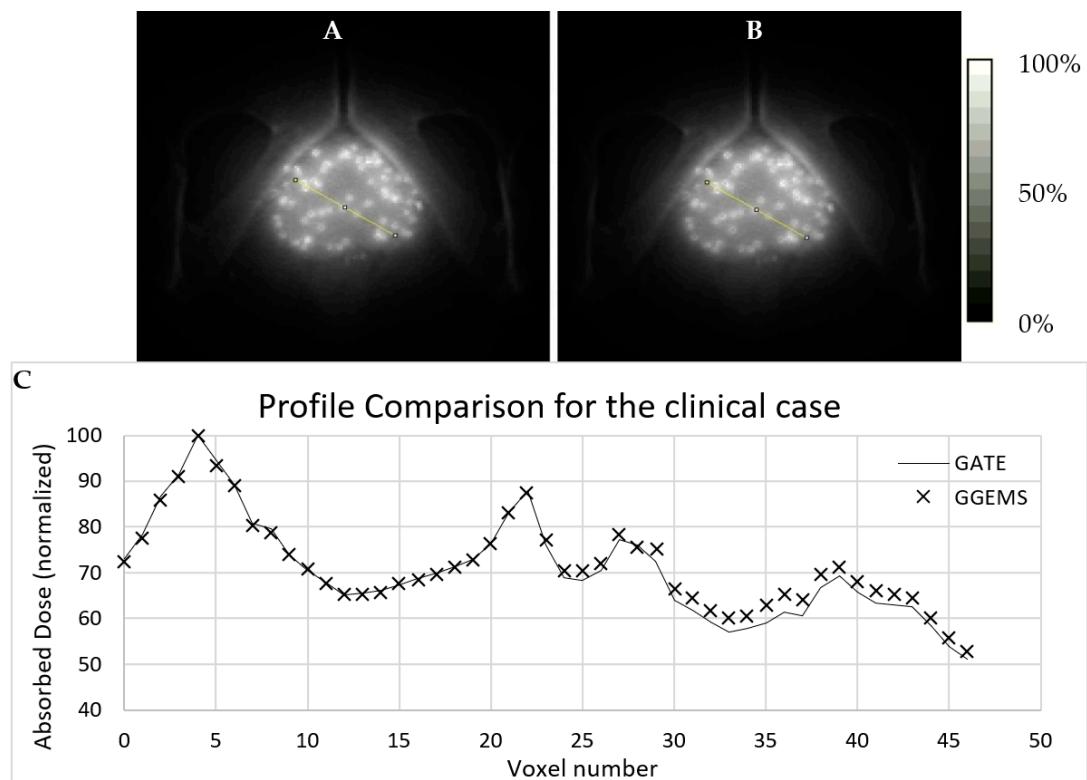 A
B
100%
50%
0%
C
Profile Comparison for the clinical case
Absorbed Dose (normalized)
100
90
80
70
60
50
40
GATE
GGEMS
0 5 10 15 20 25 30 35 40 45 50
Voxel number